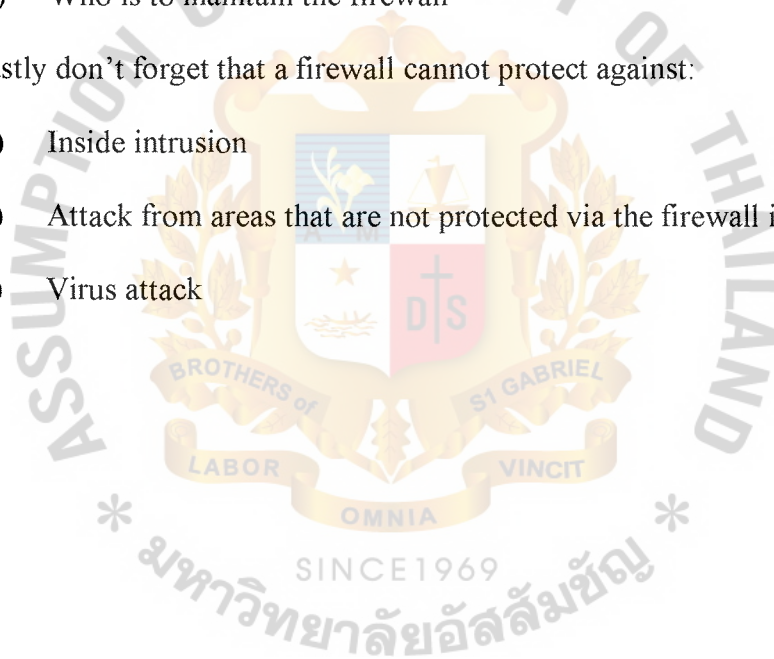 ) Who is to maintain the firewall
stly don't forget that a firewall cannot protect against:
) Inside intrusion
) Attack from areas that are not protected via the firewall i
) Virus attack
ASSUMPTION
OF THAILAND
A M
D S
BROTHERS of
S1 GABRIEL
LABOR
VINCIT
OMNIA
* SINCE1969 *
มหาวิทยาลัยอัสสัมชัญ